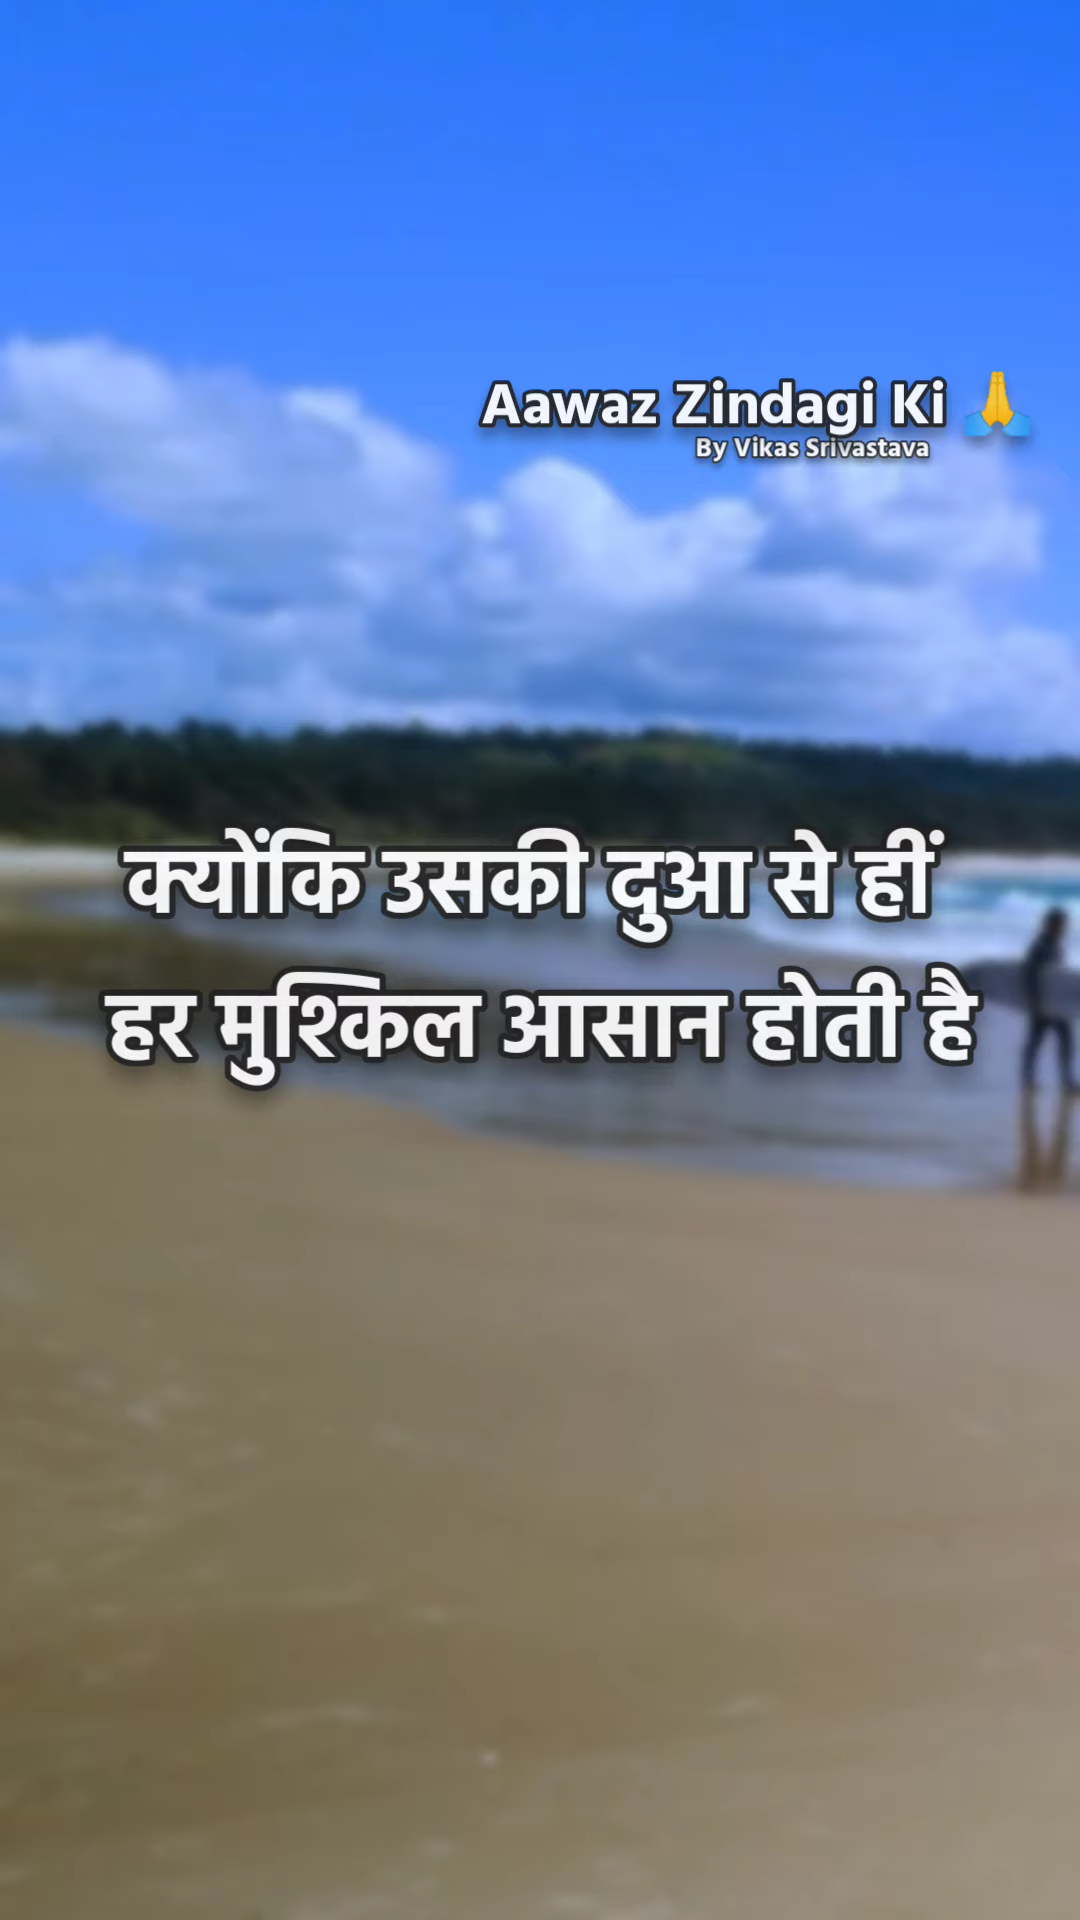 Aawaz Zindagi Ki 🙏
By Vikas Srivastava
क्योंकि उसकी दुआ से हीं
हर मुश्किल आसान होती है